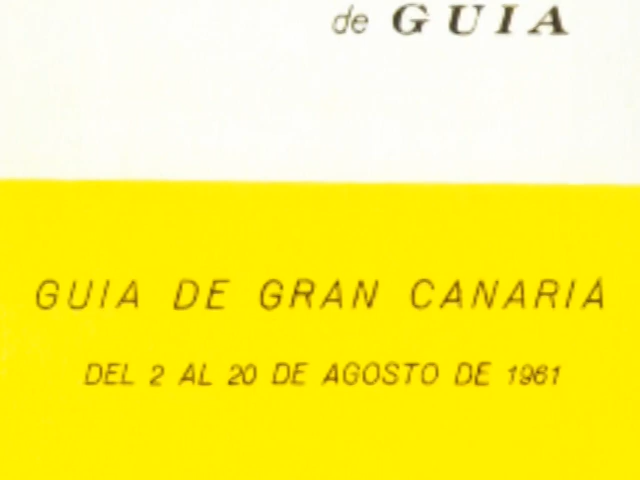 de GUIA
GUIA DE GRAN CANARIA
DEL 2 AL 20 DE AGOSTO DE 1961